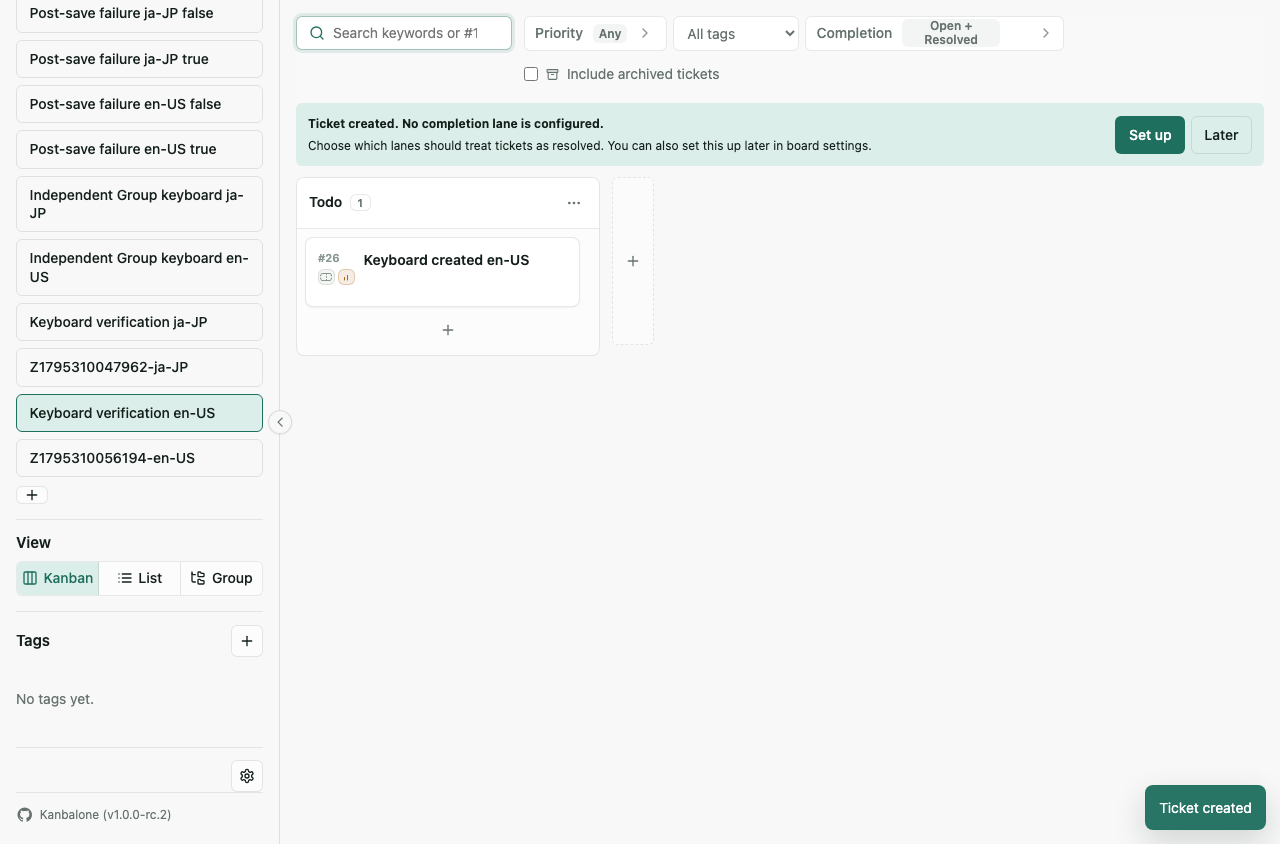 Post-save failure ja-JP false
Post-save failure ja-JP true
Post-save failure en-US false
Post-save failure en-US true
Independent Group keyboard ja-
JP
Independent Group keyboard en-
US
Keyboard verification ja-JP
Z1795310047962-ja-JP
Keyboard verification en-US
Z1795310056194-en-US
View
Kanban
List
Group
Tags
No tags yet.
Kanbalone (v1.0.0-rc.2)
Search keywords or #1
Priority
Any
All tags
Completion
Open +
Resolved
Include archived tickets
Ticket created. No completion lane is configured.
Choose which lanes should treat tickets as resolved. You can also set this up later in board settings.
Set up
Later
Todo
1
#26
Keyboard created en-US
Ticket created